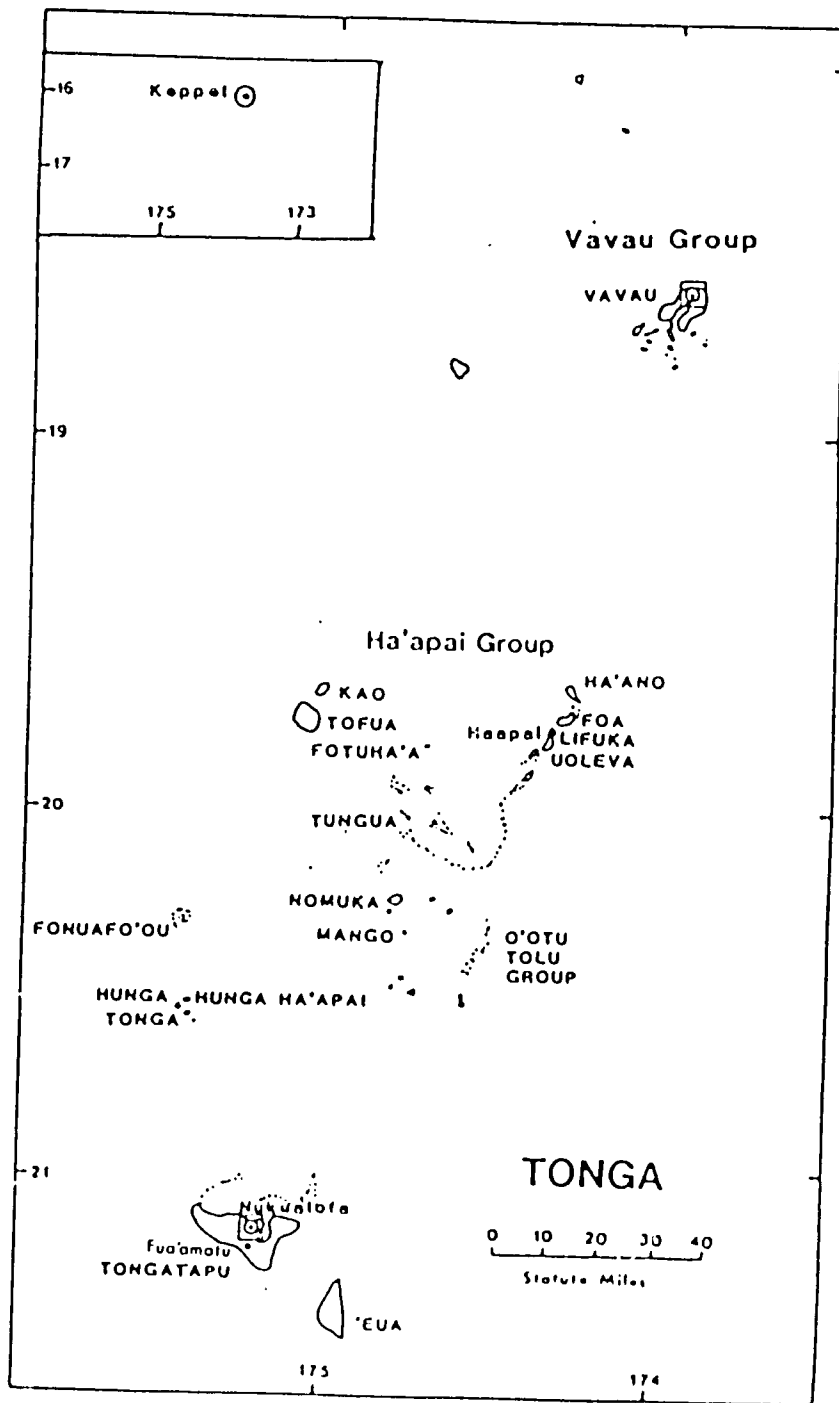 Keppel
16
17
175 173
Vavau Group
VAVAU
19
Ha'apai Group
HA'ANO
KAO
TOFUA
FOA
Haapai LIFUKA
FOTUHA'A
UOLEVA
20
TUNGUA
NOMUKA
FONUAFO'OU
MANGO
O'OTU
TOLU
GROUP
HUNGA HUNGA HA'APAI
TONGA
21
TONGA
Nukualofa
Fua'amatu
TONGATAPU
0 10 20 30 40
Statute Miles
'EUA
175 174